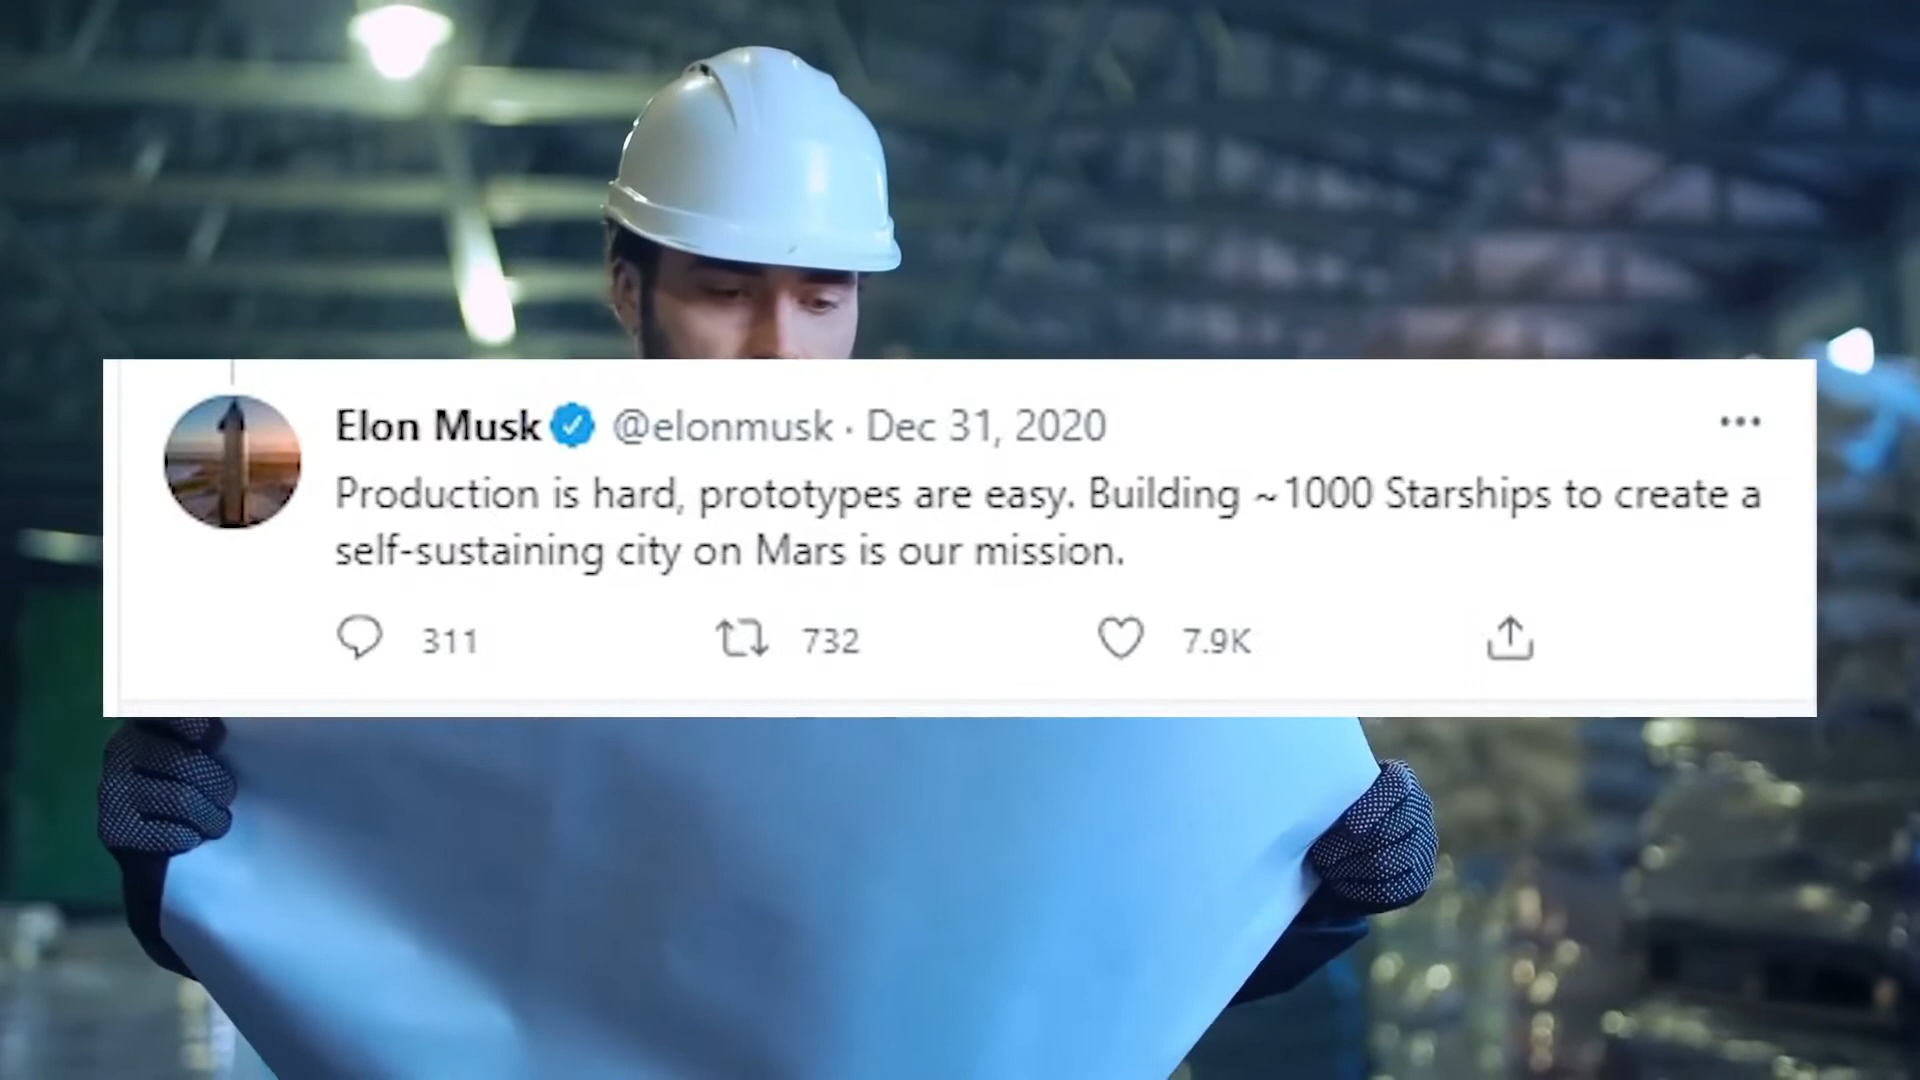 Elon Musk @elonmusk · Dec 31, 2020
Production is hard, prototypes are easy. Building ~1000 Starships to create a
self-sustaining city on Mars is our mission.
311 732 7.9K